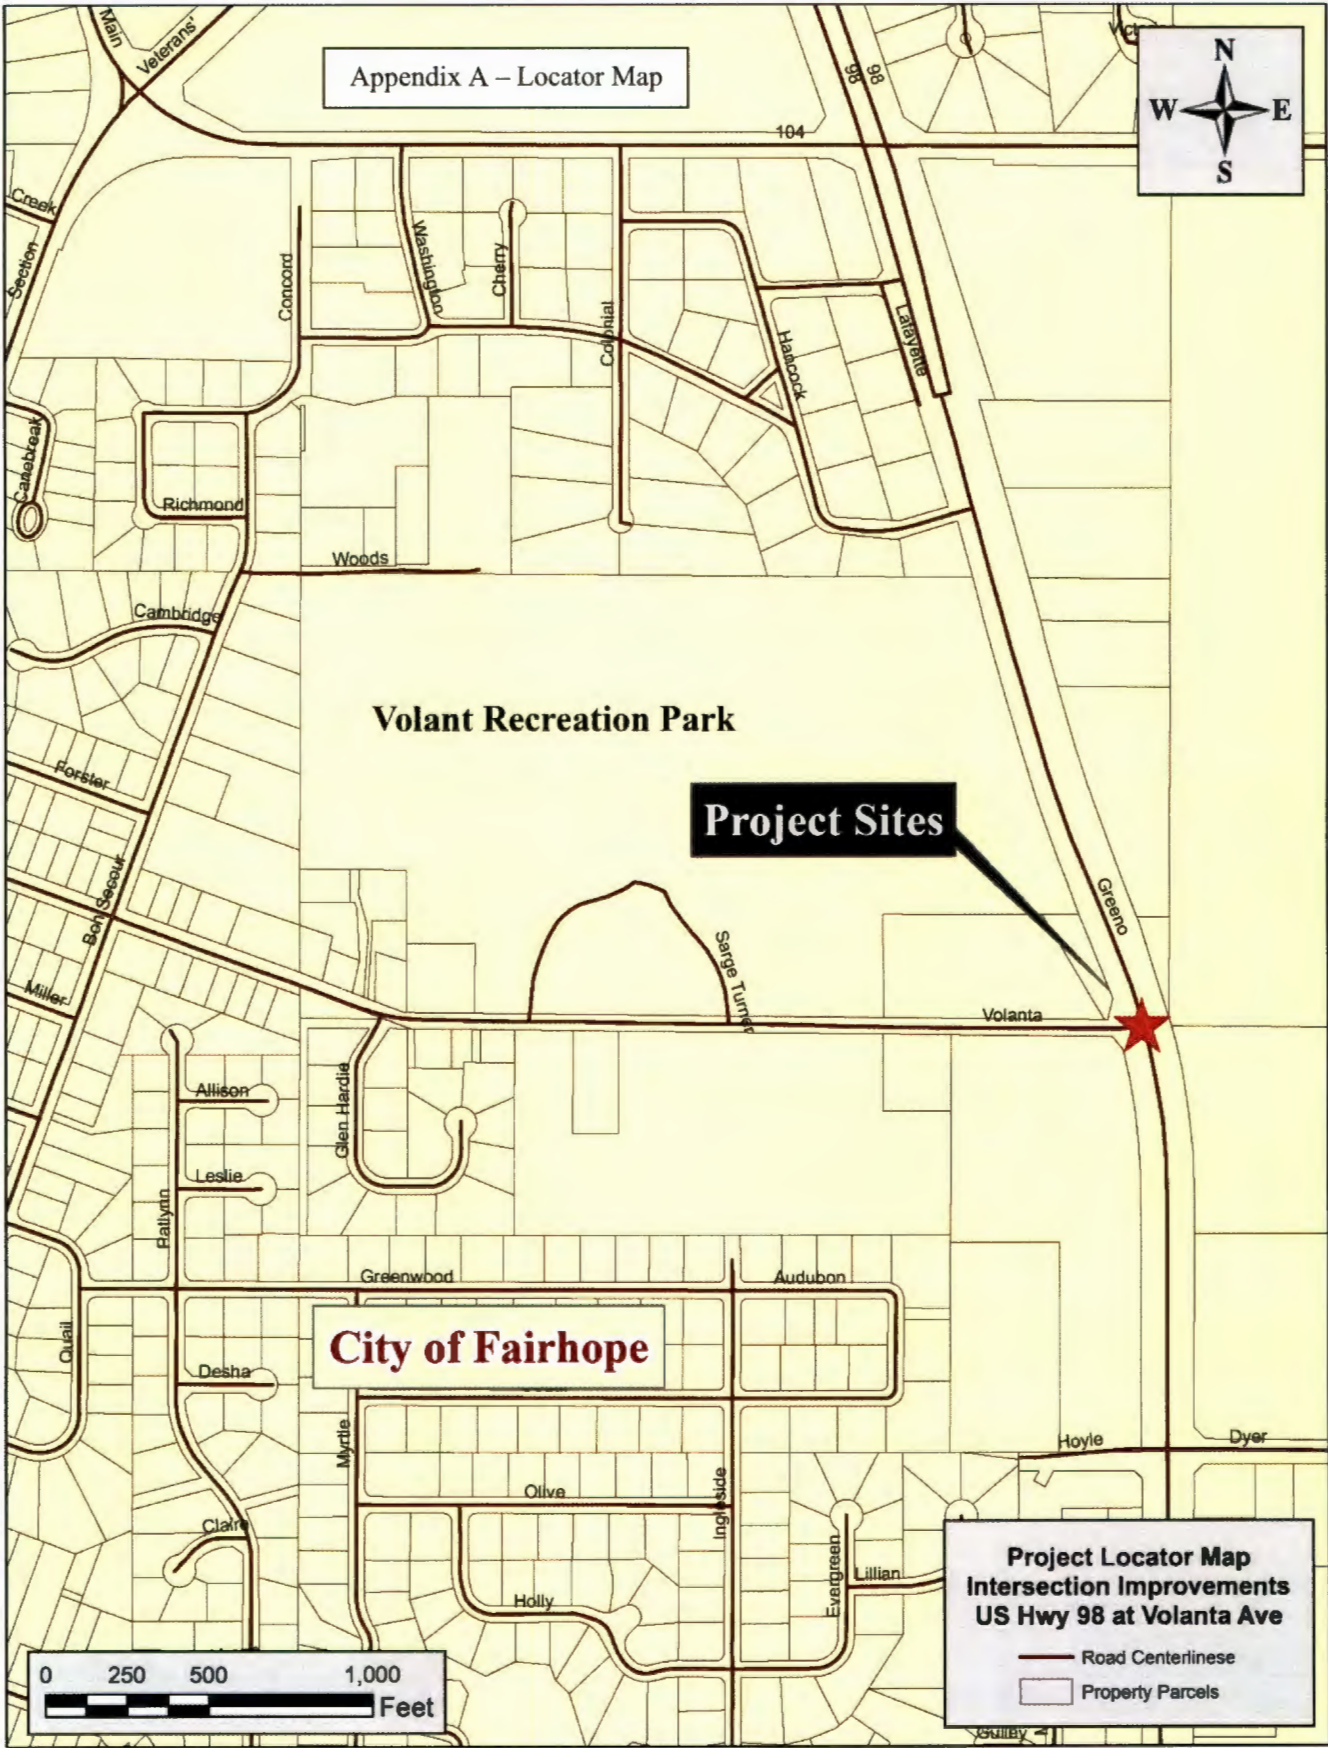 Main
Veterans'
Appendix A – Locator Map
98
98
N
W E
S
104
Creek
Section
Concord
Washington
Cherry
Colonial
Hancock
Lafayette
Canebreak
Richmond
Woods
Cambridge
Volant Recreation Park
Forster
Project Sites
Bon Secour
Greeno
Sarge Turner
Miller
Volanta
Allison
Glen Hardie
Leslie
Patlynn
Greenwood
Audubon
Quail
City of Fairhope
Desha
Myrtle
Hoyle
Dyer
Olive
Ingleside
Claire
Evergreen
Lillian
Holly
Project Locator Map
Intersection Improvements
US Hwy 98 at Volanta Ave
Road Centerlinese
Property Parcels
0 250 500 1,000
Feet
Gulley